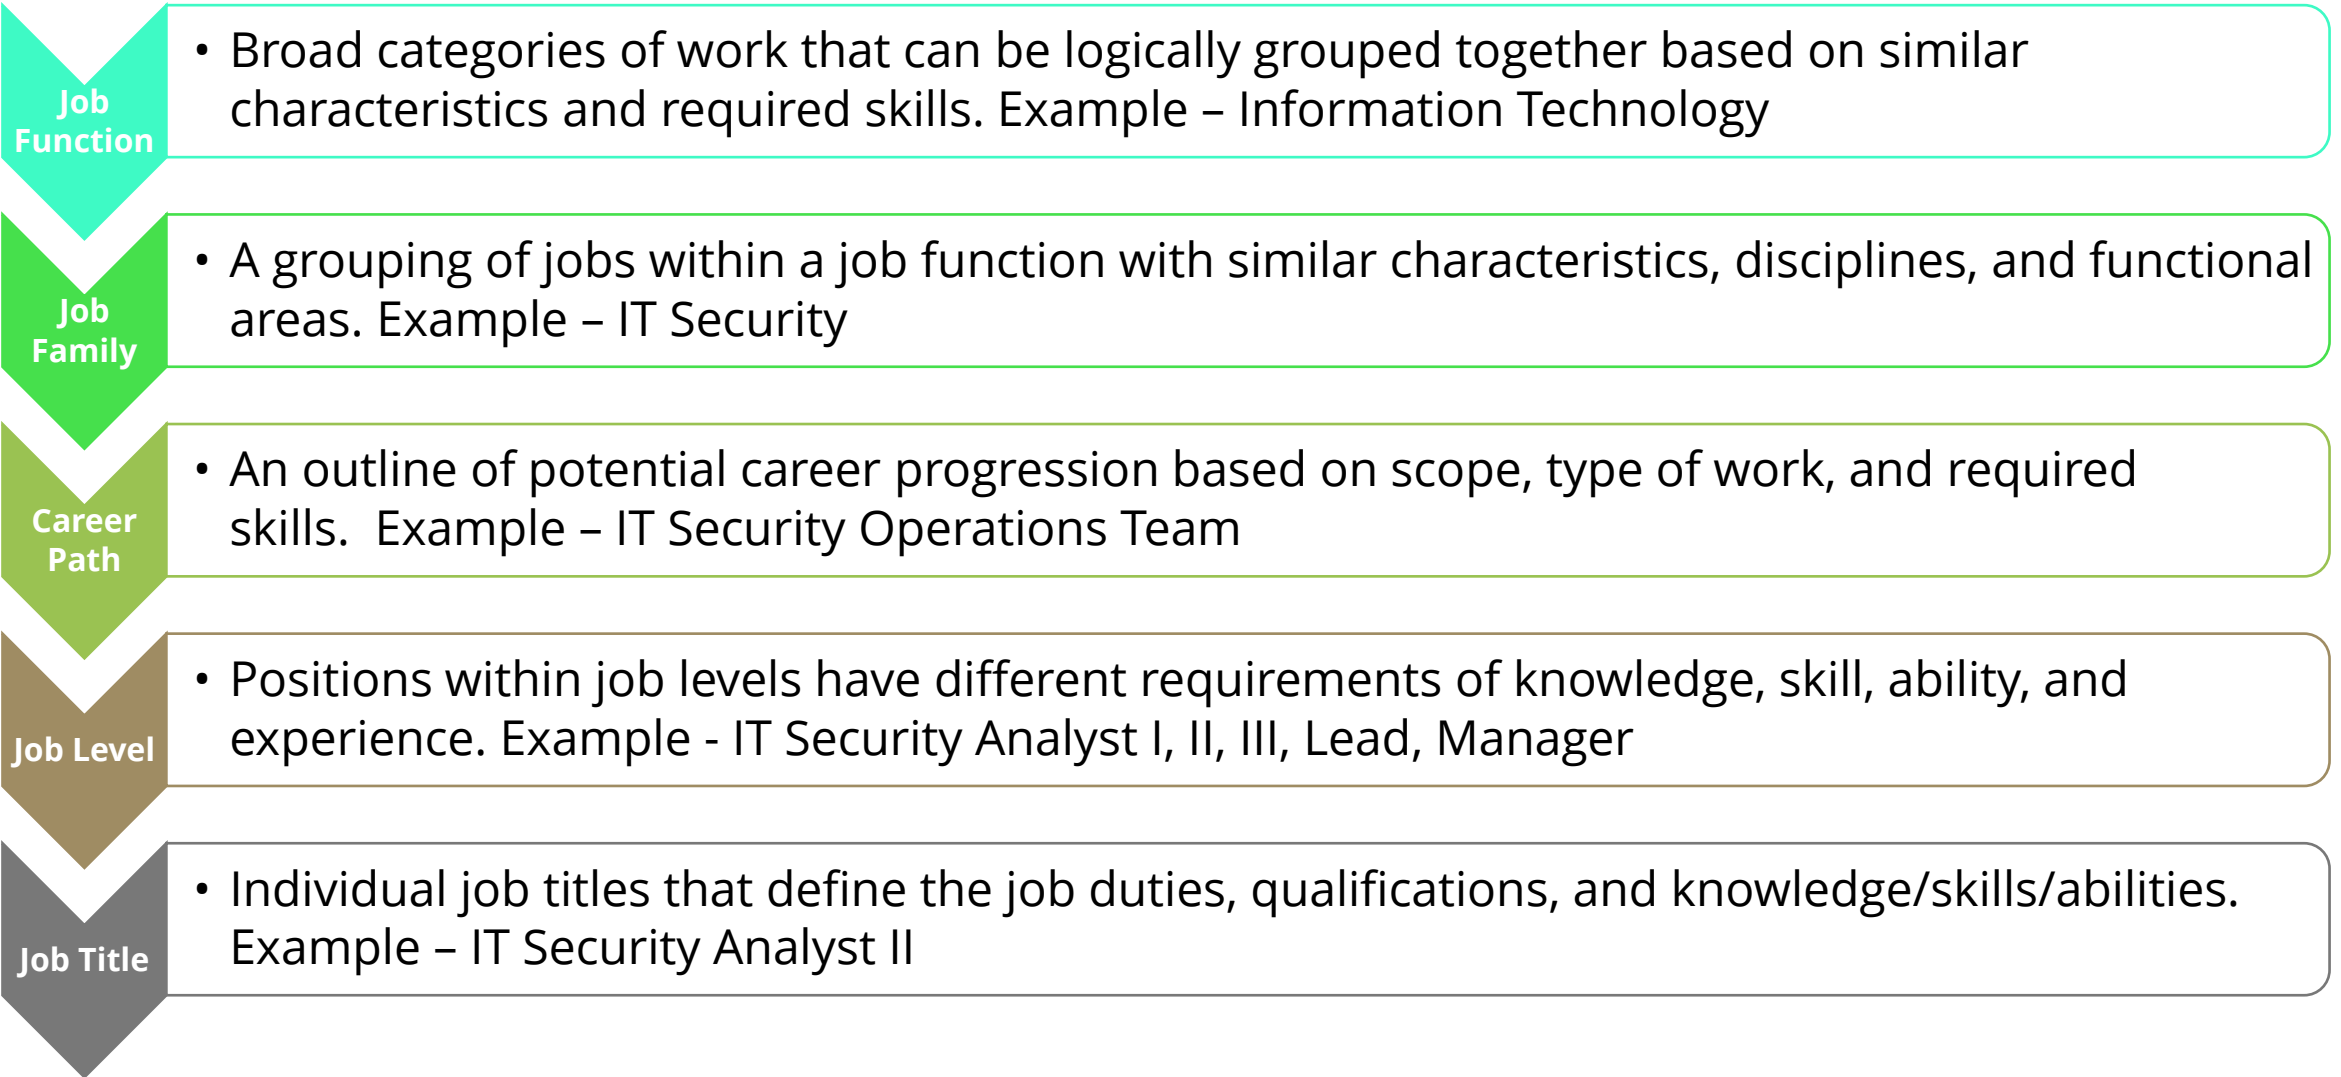 Job
Function
• Broad categories of work that can be logically grouped together based on similar
characteristics and required skills. Example – Information Technology
Job
Family
• A grouping of jobs within a job function with similar characteristics, disciplines, and functional
areas. Example – IT Security
Career
Path
• An outline of potential career progression based on scope, type of work, and required
skills.  Example – IT Security Operations Team
Job Level
• Positions within job levels have different requirements of knowledge, skill, ability, and
experience. Example - IT Security Analyst I, II, III, Lead, Manager
Job Title
• Individual job titles that define the job duties, qualifications, and knowledge/skills/abilities.
Example – IT Security Analyst II